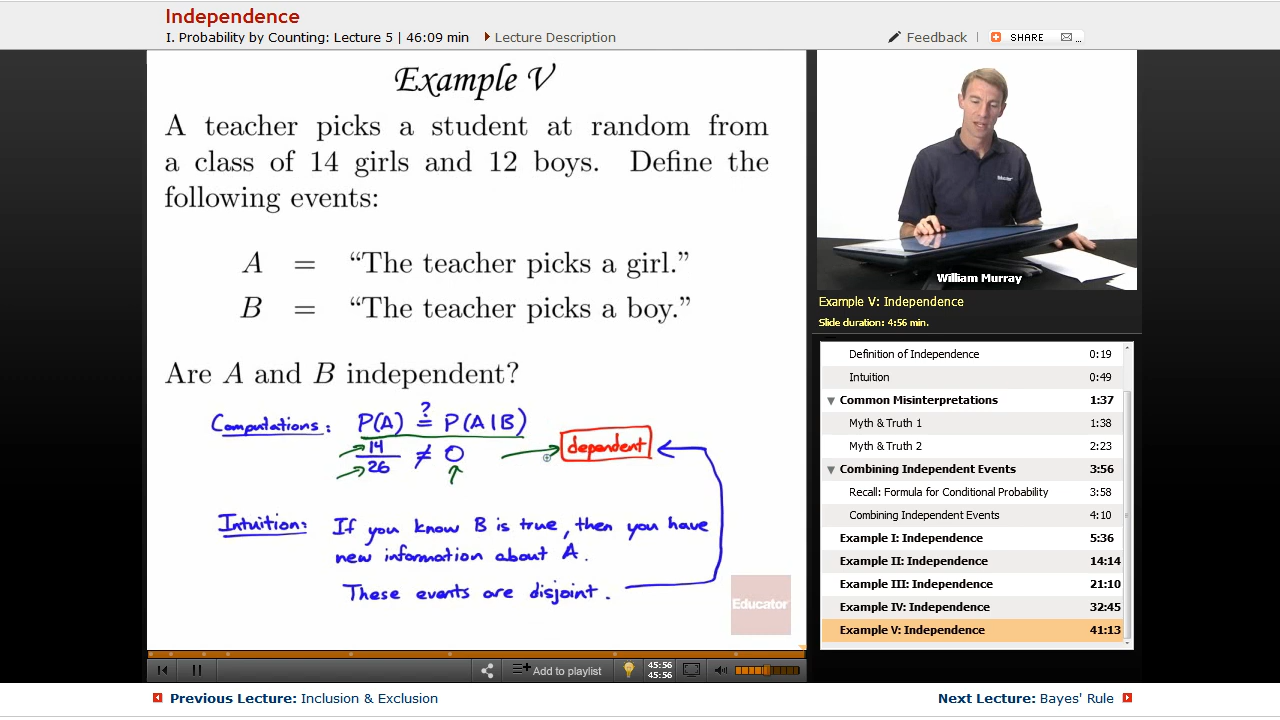 Independence
I. Probability by Counting: Lecture 5 | 46:09 min
Lecture Description
Feedback
SHARE
Example V
A teacher picks a student at random from
a class of 14 girls and 12 boys. Define the
following events:
A = “The teacher picks a girl.”
B = “The teacher picks a boy.”
Are A and B independent?
Computations: P(A) ?= P(A|B)
14/26 ≠ 0
dependent
Intuition: If you know B is true, then you have
new information about A.
These events are disjoint.
Educator
Educator
William Murray
Example V: Independence
Slide duration: 4:56 min.
Definition of Independence 0:19
Intuition 0:49
Common Misinterpretations 1:37
Myth & Truth 1 1:38
Myth & Truth 2 2:23
Combining Independent Events 3:56
Recall: Formula for Conditional Probability 3:58
Combining Independent Events 4:10
Example I: Independence 5:36
Example II: Independence 14:14
Example III: Independence 21:10
Example IV: Independence 32:45
Example V: Independence 41:13
Add to playlist
45:56
45:56
Previous Lecture: Inclusion & Exclusion
Next Lecture: Bayes' Rule